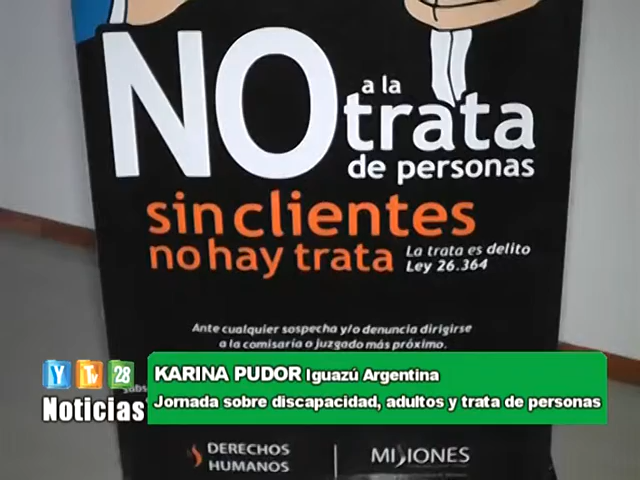 NO a la
trata
de personas
sin clientes
no hay trata
La trata es delito
Ley 26.364
Ante cualquier sospecha y/o denuncia dirigirse
a la comisaría o juzgado más próximo.
Y Tv 28
Noticias
KARINA PUDOR Iguazú Argentina
Jornada sobre discapacidad, adultos y trata de personas
DERECHOS
HUMANOS
MISIONES